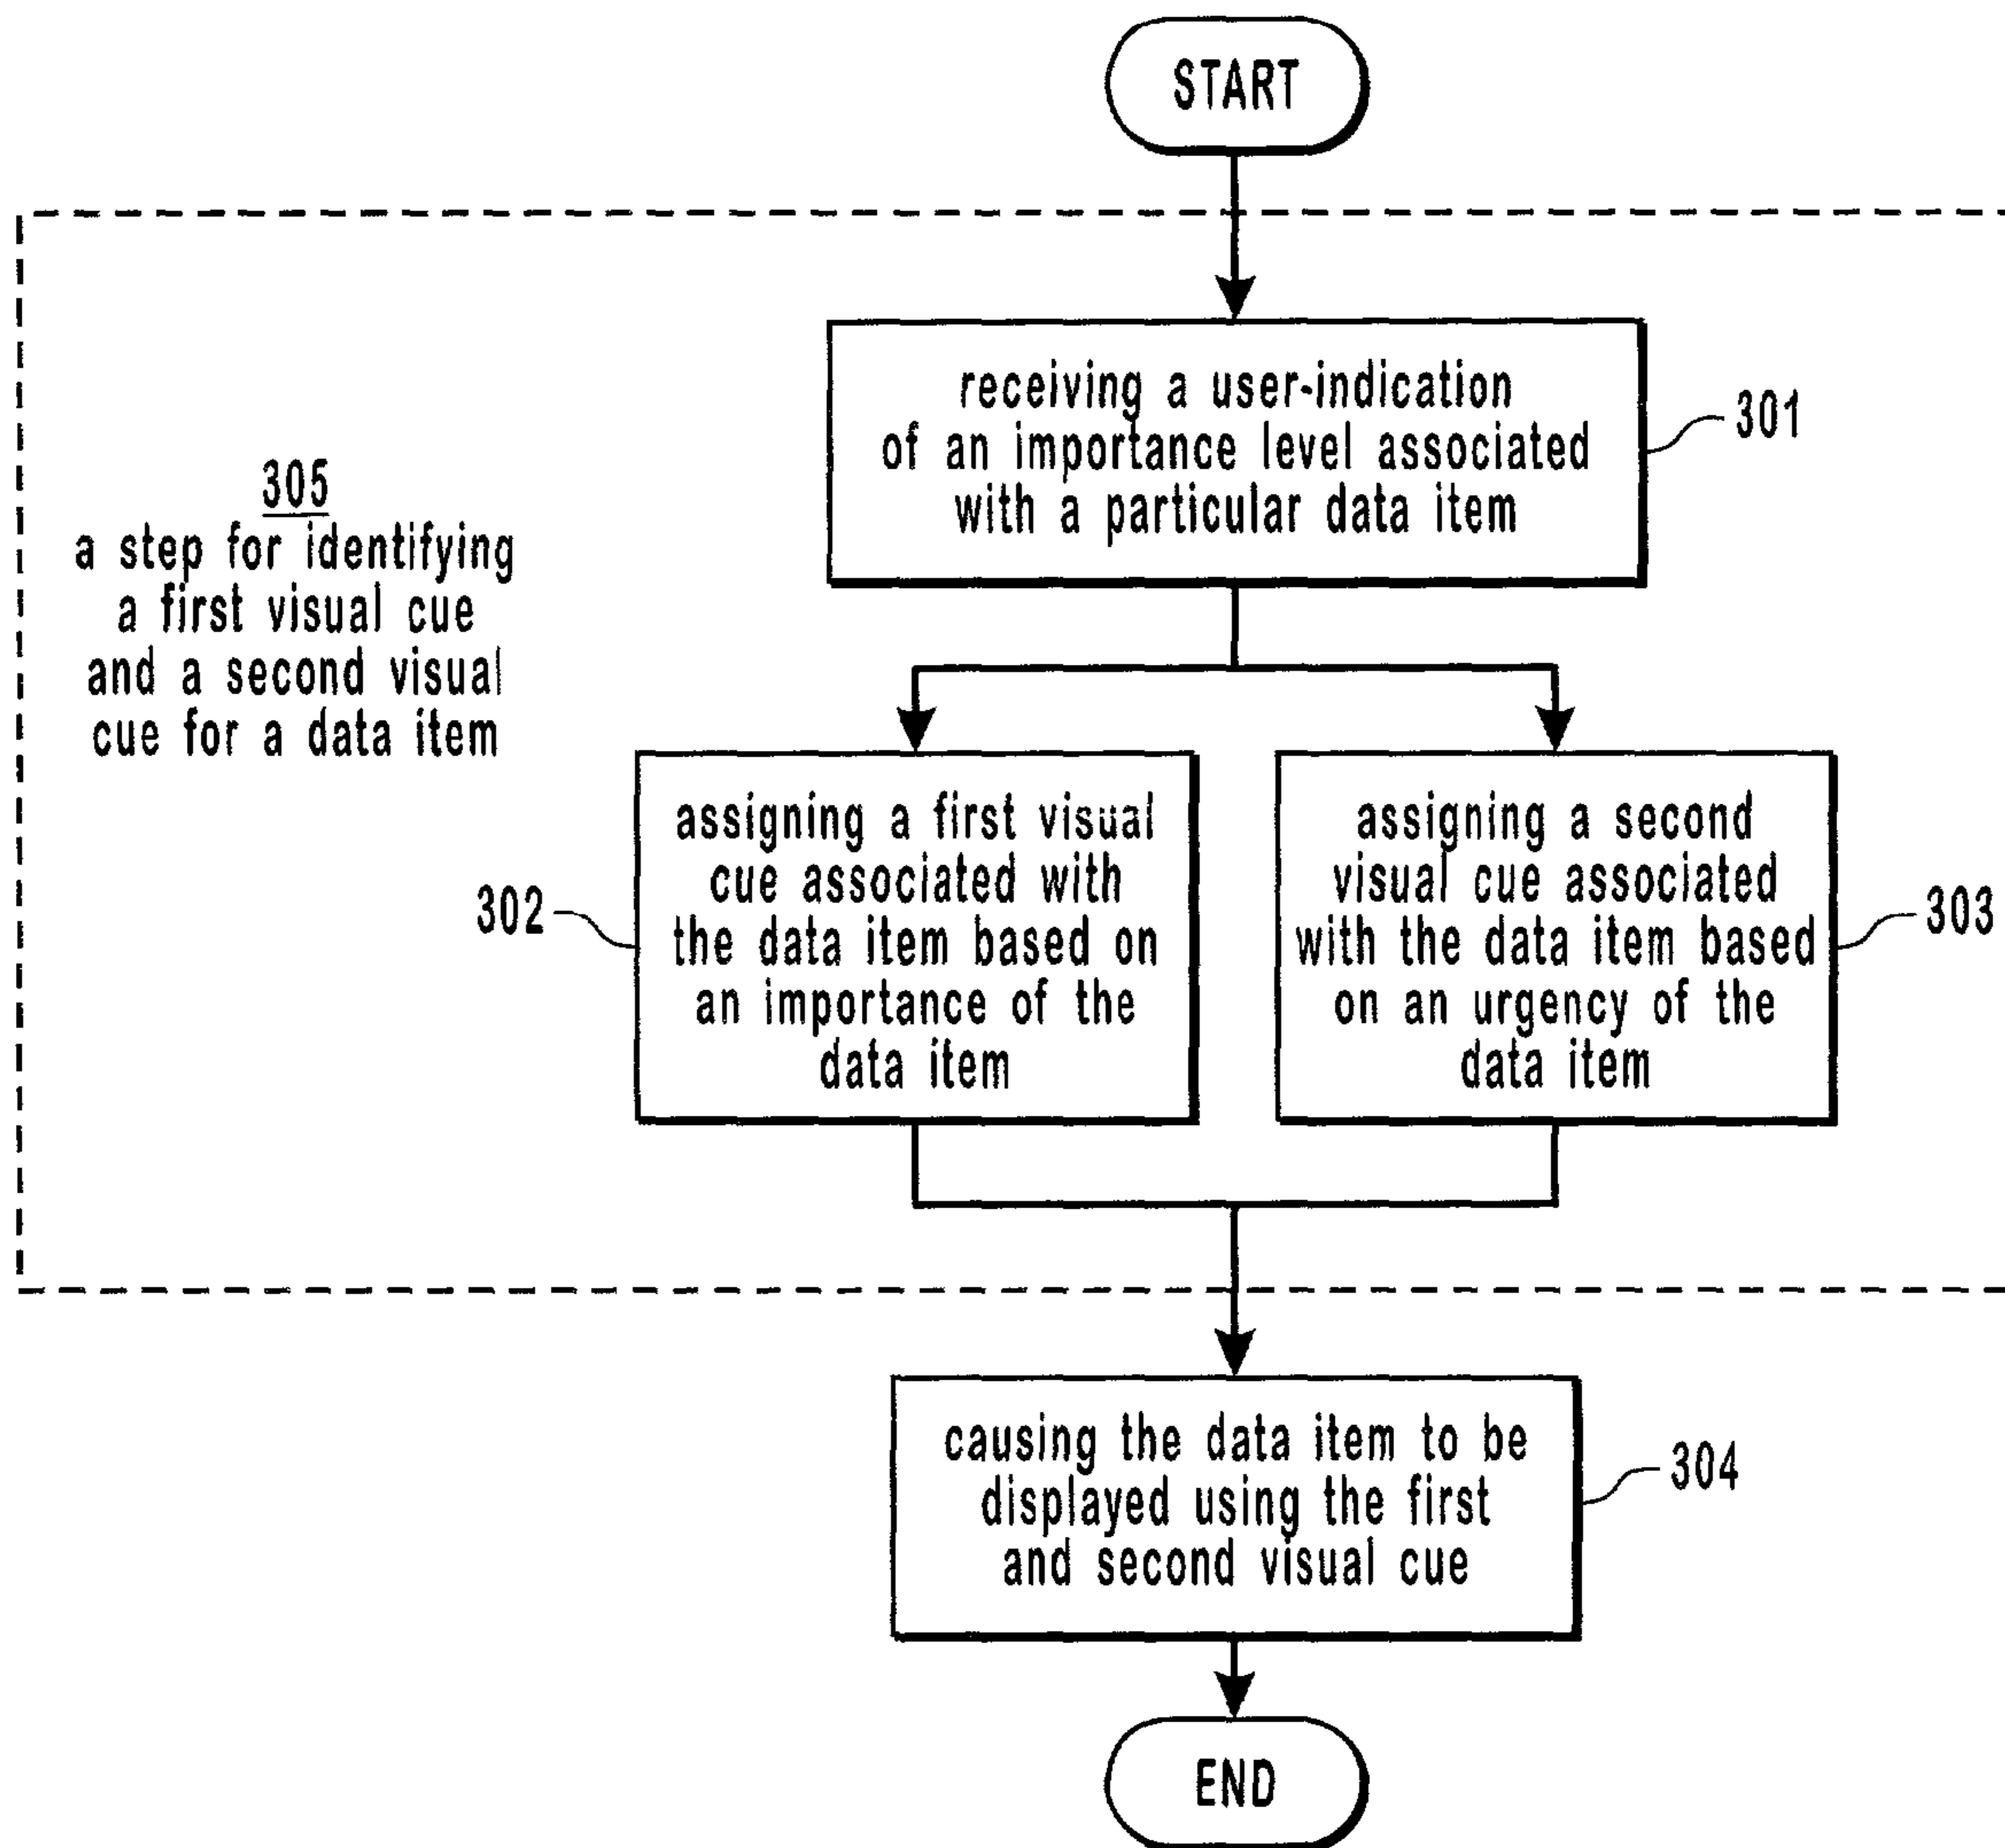 START
receiving a user-indication
of an importance level associated
with a particular data item
301
305
a step for identifying
a first visual cue
and a second visual
cue for a data item
302
assigning a first visual
cue associated with
the data item based on
an importance of the
data item
assigning a second
visual cue associated
with the data item based
on an urgency of the
data item
303
causing the data item to be
displayed using the first
and second visual cue
304
END